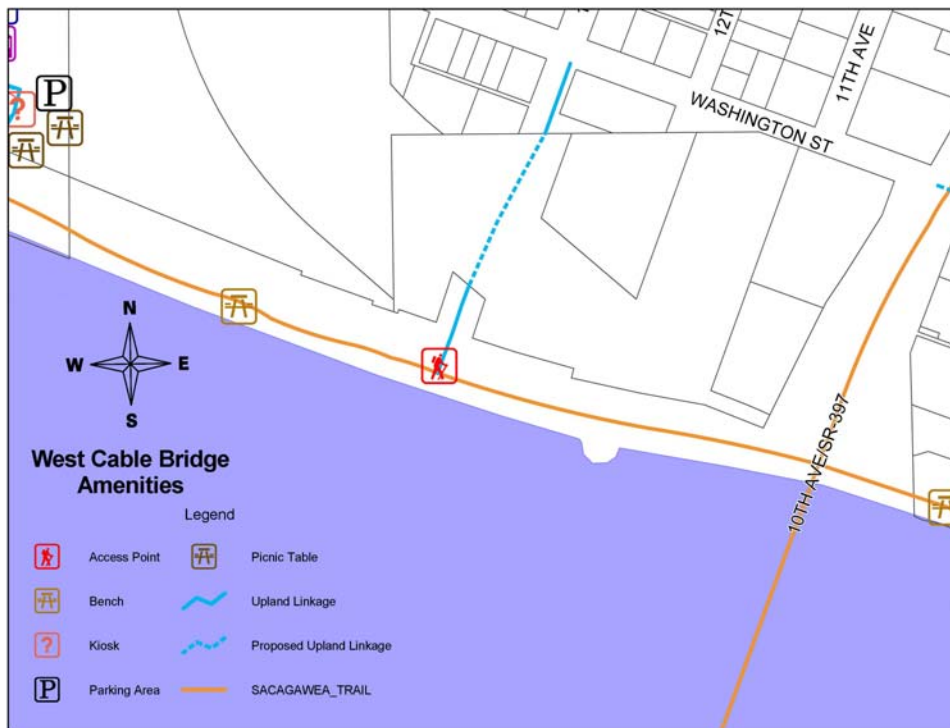 12T
11TH AVE
P
?
WASHINGTON ST
N
W E
S
10TH AVE/SR-397
West Cable Bridge
Amenities
Legend
Access Point
Picnic Table
Bench
Upland Linkage
? Kiosk
Proposed Upland Linkage
P Parking Area
SACAGAWEA_TRAIL